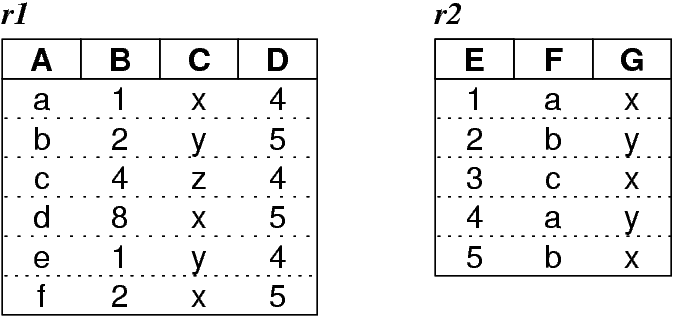 r1 r2
A B C D E F G
a 1 x 4 1 a x
b 2 y 5 2 b y
c 4 z 4 3 c x
d 8 x 5 4 a y
e 1 y 4 5 b x
f 2 x 5